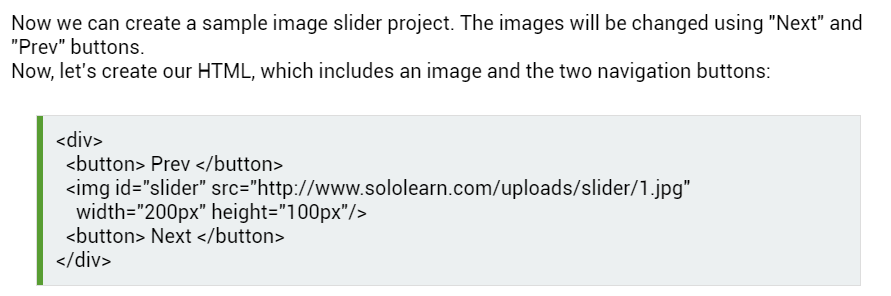 Now we can create a sample image slider project. The images will be changed using "Next" and
"Prev" buttons.
Now, let's create our HTML, which includes an image and the two navigation buttons:
<div>
<button> Prev </button>
<img id="slider" src="http://www.sololearn.com/uploads/slider/1.jpg"
width="200px" height="100px"/>
<button> Next </button>
</div>